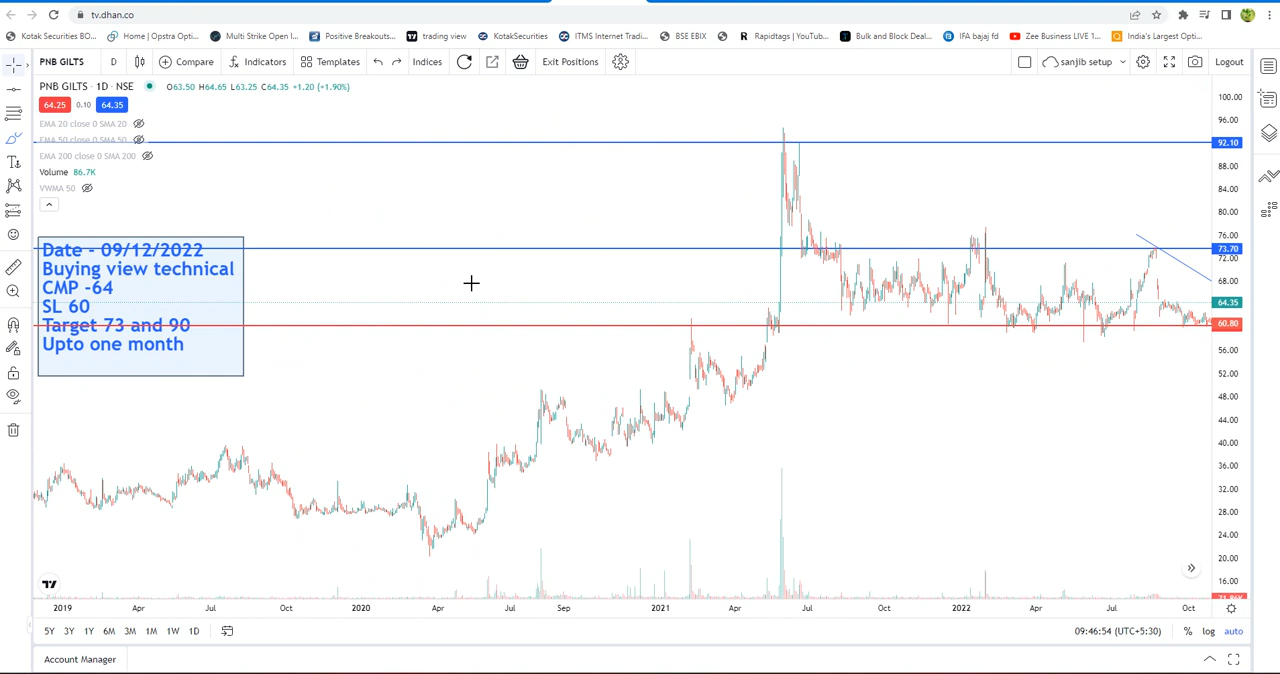 tv.dhan.co
Kotak Securities BO... Home | Opstra Opti... Multi Strike Open I... Positive Breakouts... trading view KotakSecurities ITMS Internet Tradi... BSE EBIX S Rapidtags | YouTub... Bulk and Block Deal... IFA bajaj fd Zee Business LIVE 1... India's Largest Opti...
PNB GILTS D Compare Indicators Templates Indices Exit Positions sanjib setup Logout
PNB GILTS · 1D · NSE O63.50 H64.65 L63.25 C64.35 +1.20 (+1.90%)
64.25 0.10 64.35
EMA 20 close 0 SMA 20
EMA 50 close 0 SMA 50
EMA 200 close 0 SMA 200
Volume 86.7K
VWMA 50
Date - 09/12/2022
Buying view technical
CMP -64
SL 60
Target 73 and 90
Upto one month
100.00
96.00
92.10
88.00
84.00
80.00
76.00
73.70
72.00
68.00
64.35
60.80
56.00
52.00
48.00
44.00
40.00
36.00
32.00
28.00
24.00
20.00
16.00
71.86K
2019 Apr Jul Oct 2020 Apr Jul Sep 2021 Apr Jul Oct 2022 Apr Jul Oct
5Y 3Y 1Y 6M 3M 1M 1W 1D 09:46:54 (UTC+5:30) % log auto
Account Manager